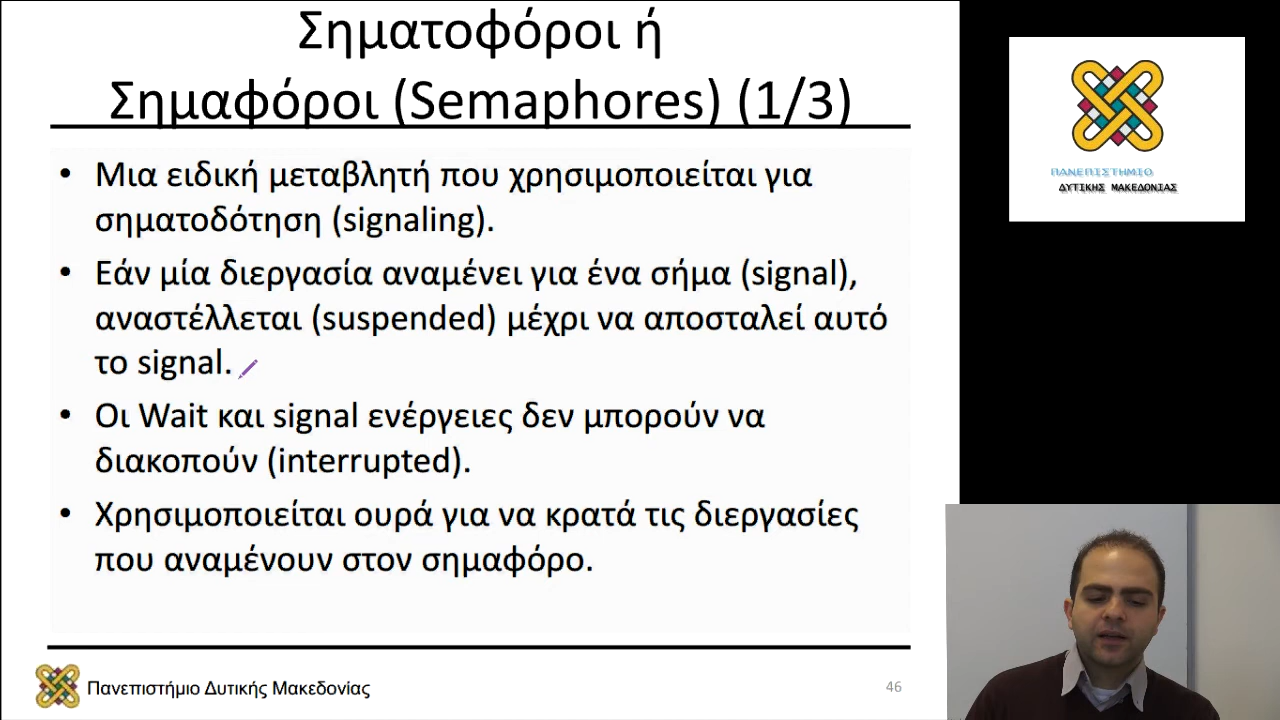 Σηματοφόροι ή
Σημαφόροι (Semaphores) (1/3)
• Μια ειδική μεταβλητή που χρησιμοποιείται για
σηματοδότηση (signaling).
• Εάν μία διεργασία αναμένει για ένα σήμα (signal),
αναστέλλεται (suspended) μέχρι να αποσταλεί αυτό
το signal.
• Οι Wait και signal ενέργειες δεν μπορούν να
διακοπούν (interrupted).
• Χρησιμοποιείται ουρά για να κρατά τις διεργασίες
που αναμένουν στον σημαφόρο.
Πανεπιστήμιο Δυτικής Μακεδονίας
46
ΠΑΝΕΠΙΣΤΗΜΙΟ
ΔΥΤΙΚΗΣ ΜΑΚΕΔΟΝΙΑΣ